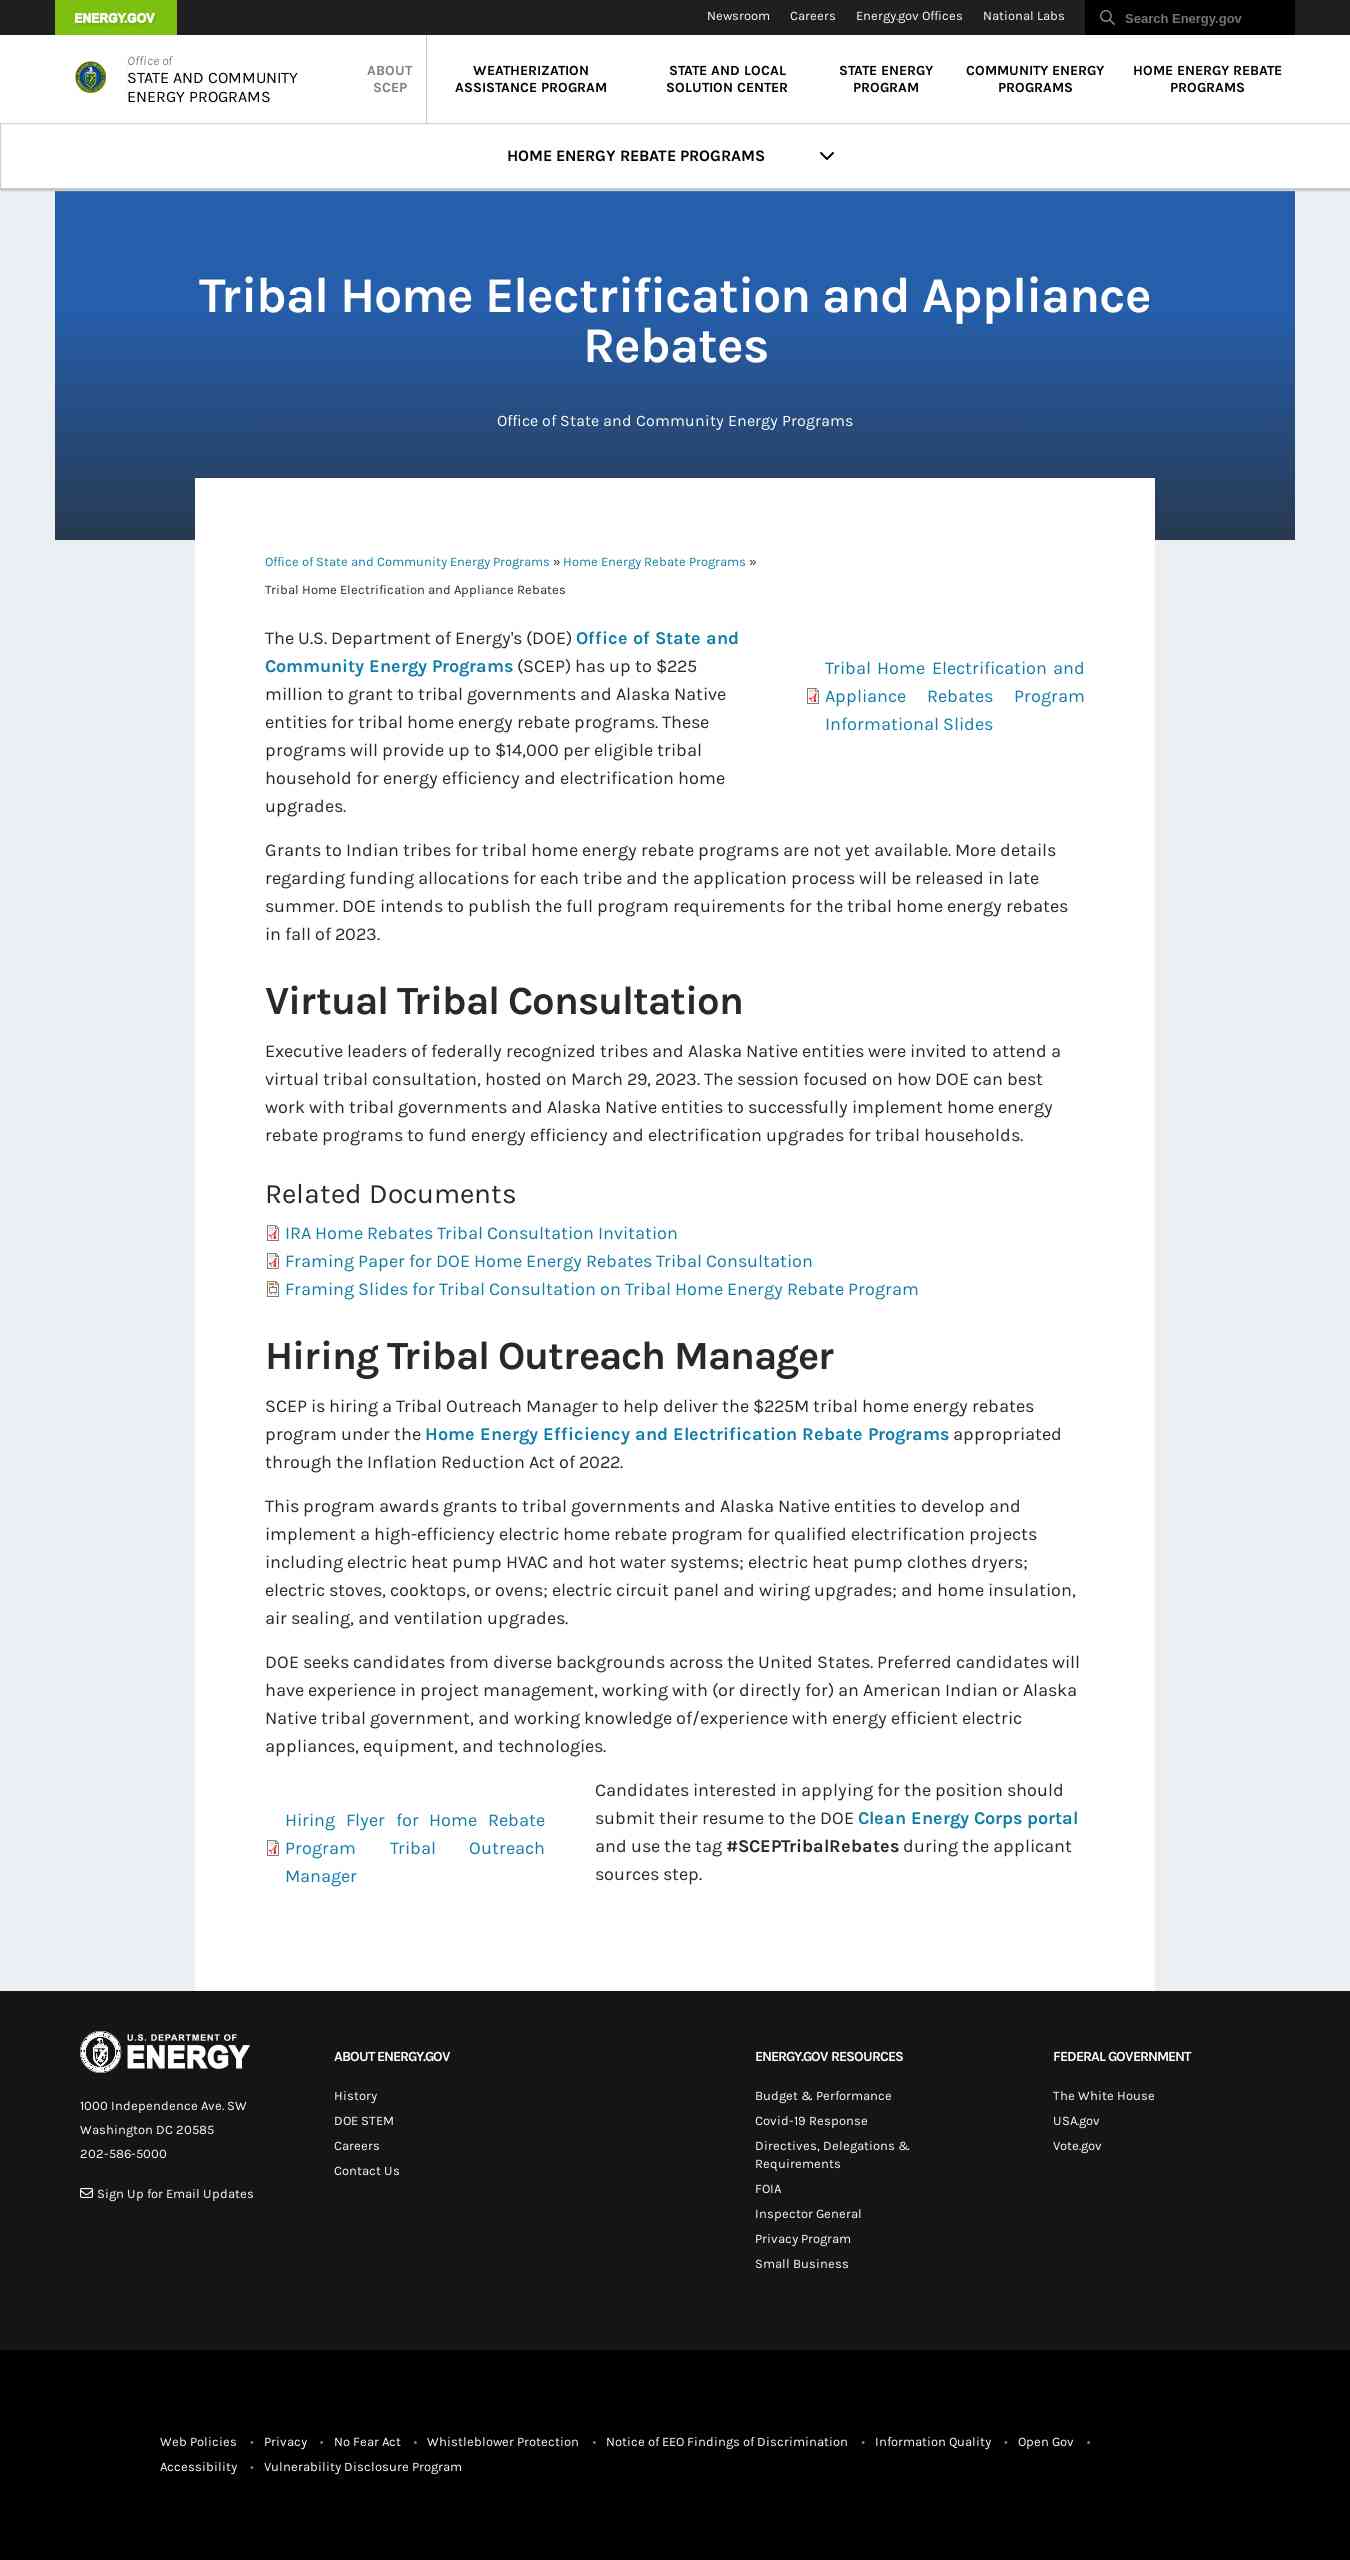 ENERGY.GOV
Newsroom
Careers
Energy.gov Offices
National Labs
Search Energy.gov
Office of
STATE AND COMMUNITY
ENERGY PROGRAMS
ABOUT
SCEP
WEATHERIZATION
ASSISTANCE PROGRAM
STATE AND LOCAL
SOLUTION CENTER
STATE ENERGY
PROGRAM
COMMUNITY ENERGY
PROGRAMS
HOME ENERGY REBATE
PROGRAMS
HOME ENERGY REBATE PROGRAMS
Tribal Home Electrification and Appliance
Rebates
Office of State and Community Energy Programs
Office of State and Community Energy Programs » Home Energy Rebate Programs »
Tribal Home Electrification and Appliance Rebates
The U.S. Department of Energy's (DOE) Office of State and
Community Energy Programs (SCEP) has up to $225
million to grant to tribal governments and Alaska Native
entities for tribal home energy rebate programs. These
programs will provide up to $14,000 per eligible tribal
household for energy efficiency and electrification home
upgrades.
Tribal Home Electrification and
Appliance Rebates Program
Informational Slides
Grants to Indian tribes for tribal home energy rebate programs are not yet available. More details
regarding funding allocations for each tribe and the application process will be released in late
summer. DOE intends to publish the full program requirements for the tribal home energy rebates
in fall of 2023.
Virtual Tribal Consultation
Executive leaders of federally recognized tribes and Alaska Native entities were invited to attend a
virtual tribal consultation, hosted on March 29, 2023. The session focused on how DOE can best
work with tribal governments and Alaska Native entities to successfully implement home energy
rebate programs to fund energy efficiency and electrification upgrades for tribal households.
Related Documents
IRA Home Rebates Tribal Consultation Invitation
Framing Paper for DOE Home Energy Rebates Tribal Consultation
Framing Slides for Tribal Consultation on Tribal Home Energy Rebate Program
Hiring Tribal Outreach Manager
SCEP is hiring a Tribal Outreach Manager to help deliver the $225M tribal home energy rebates
program under the Home Energy Efficiency and Electrification Rebate Programs appropriated
through the Inflation Reduction Act of 2022.
This program awards grants to tribal governments and Alaska Native entities to develop and
implement a high-efficiency electric home rebate program for qualified electrification projects
including electric heat pump HVAC and hot water systems; electric heat pump clothes dryers;
electric stoves, cooktops, or ovens; electric circuit panel and wiring upgrades; and home insulation,
air sealing, and ventilation upgrades.
DOE seeks candidates from diverse backgrounds across the United States. Preferred candidates will
have experience in project management, working with (or directly for) an American Indian or Alaska
Native tribal government, and working knowledge of/experience with energy efficient electric
appliances, equipment, and technologies.
Hiring Flyer for Home Rebate
Program Tribal Outreach
Manager
Candidates interested in applying for the position should
submit their resume to the DOE Clean Energy Corps portal
and use the tag #SCEPTribalRebates during the applicant
sources step.
U.S. DEPARTMENT OF
ENERGY
1000 Independence Ave. SW
Washington DC 20585
202-586-5000
Sign Up for Email Updates
ABOUT ENERGY.GOV
History
DOE STEM
Careers
Contact Us
ENERGY.GOV RESOURCES
Budget & Performance
Covid-19 Response
Directives, Delegations &
Requirements
FOIA
Inspector General
Privacy Program
Small Business
FEDERAL GOVERNMENT
The White House
USA.gov
Vote.gov
Web Policies • Privacy • No Fear Act • Whistleblower Protection • Notice of EEO Findings of Discrimination • Information Quality • Open Gov •
Accessibility • Vulnerability Disclosure Program